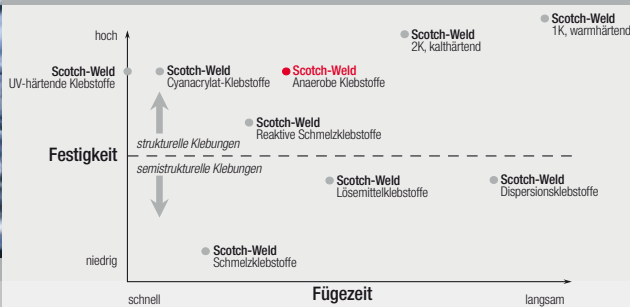 Scotch-Weld
1K, warmhärtend
hoch
Scotch-Weld
2K, kalthärtend
Scotch-Weld
UV-härtende Klebstoffe
Scotch-Weld
Cyanacrylat-Klebstoffe
Scotch-Weld
Anaerobe Klebstoffe
Scotch-Weld
Reaktive Schmelzklebstoffe
strukturelle Klebungen
Festigkeit
semistrukturelle Klebungen
Scotch-Weld
Lösemittelklebstoffe
Scotch-Weld
Dispersionsklebstoffe
Scotch-Weld
Schmelzklebstoffe
niedrig
schnell
Fügezeit
langsam